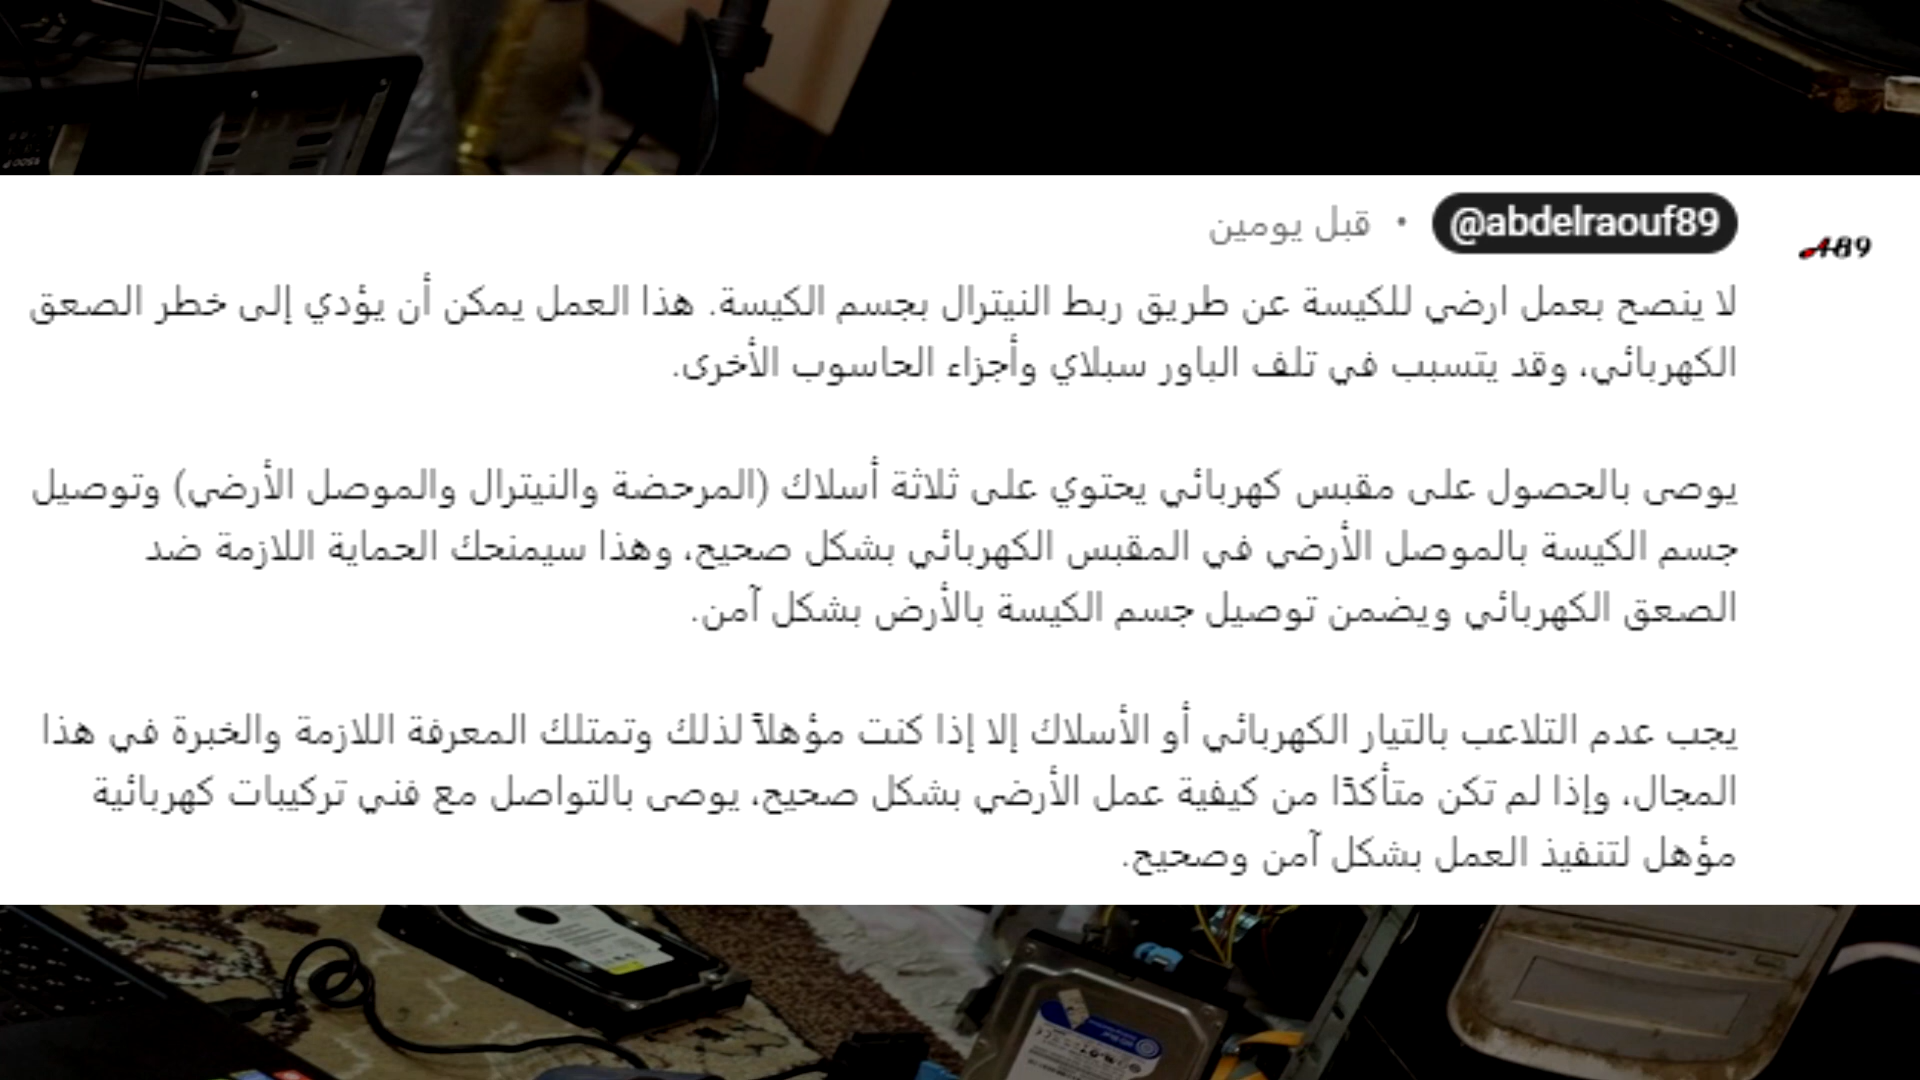 @abdelraouf89 • قبل يومين
A89
لا ينصح بعمل ارضي للكيسة عن طريق ربط النيترال بجسم الكيسة. هذا العمل يمكن أن يؤدي إلى خطر الصعق
الكهربائي، وقد يتسبب في تلف الباور سبلاي وأجزاء الحاسوب الأخرى.
يوصى بالحصول على مقبس كهربائي يحتوي على ثلاثة أسلاك (المرحضة والنيترال والموصل الأرضي) وتوصيل
جسم الكيسة بالموصل الأرضي في المقبس الكهربائي بشكل صحيح، وهذا سيمنحك الحماية اللازمة ضد
الصعق الكهربائي ويضمن توصيل جسم الكيسة بالأرض بشكل آمن.
يجب عدم التلاعب بالتيار الكهربائي أو الأسلاك إلا إذا كنت مؤهلاً لذلك وتمتلك المعرفة اللازمة والخبرة في هذا
المجال، وإذا لم تكن متأكدًا من كيفية عمل الأرضي بشكل صحيح، يوصى بالتواصل مع فني تركيبات كهربائية
مؤهل لتنفيذ العمل بشكل آمن وصحيح.